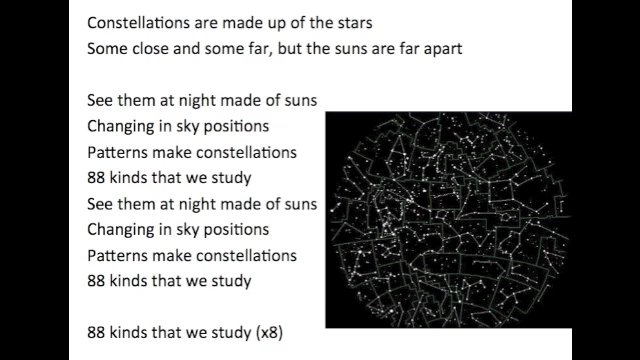 Constellations are made up of the stars
Some close and some far, but the suns are far apart
See them at night made of suns
Changing in sky positions
Patterns make constellations
88 kinds that we study
See them at night made of suns
Changing in sky positions
Patterns make constellations
88 kinds that we study
88 kinds that we study (x8)